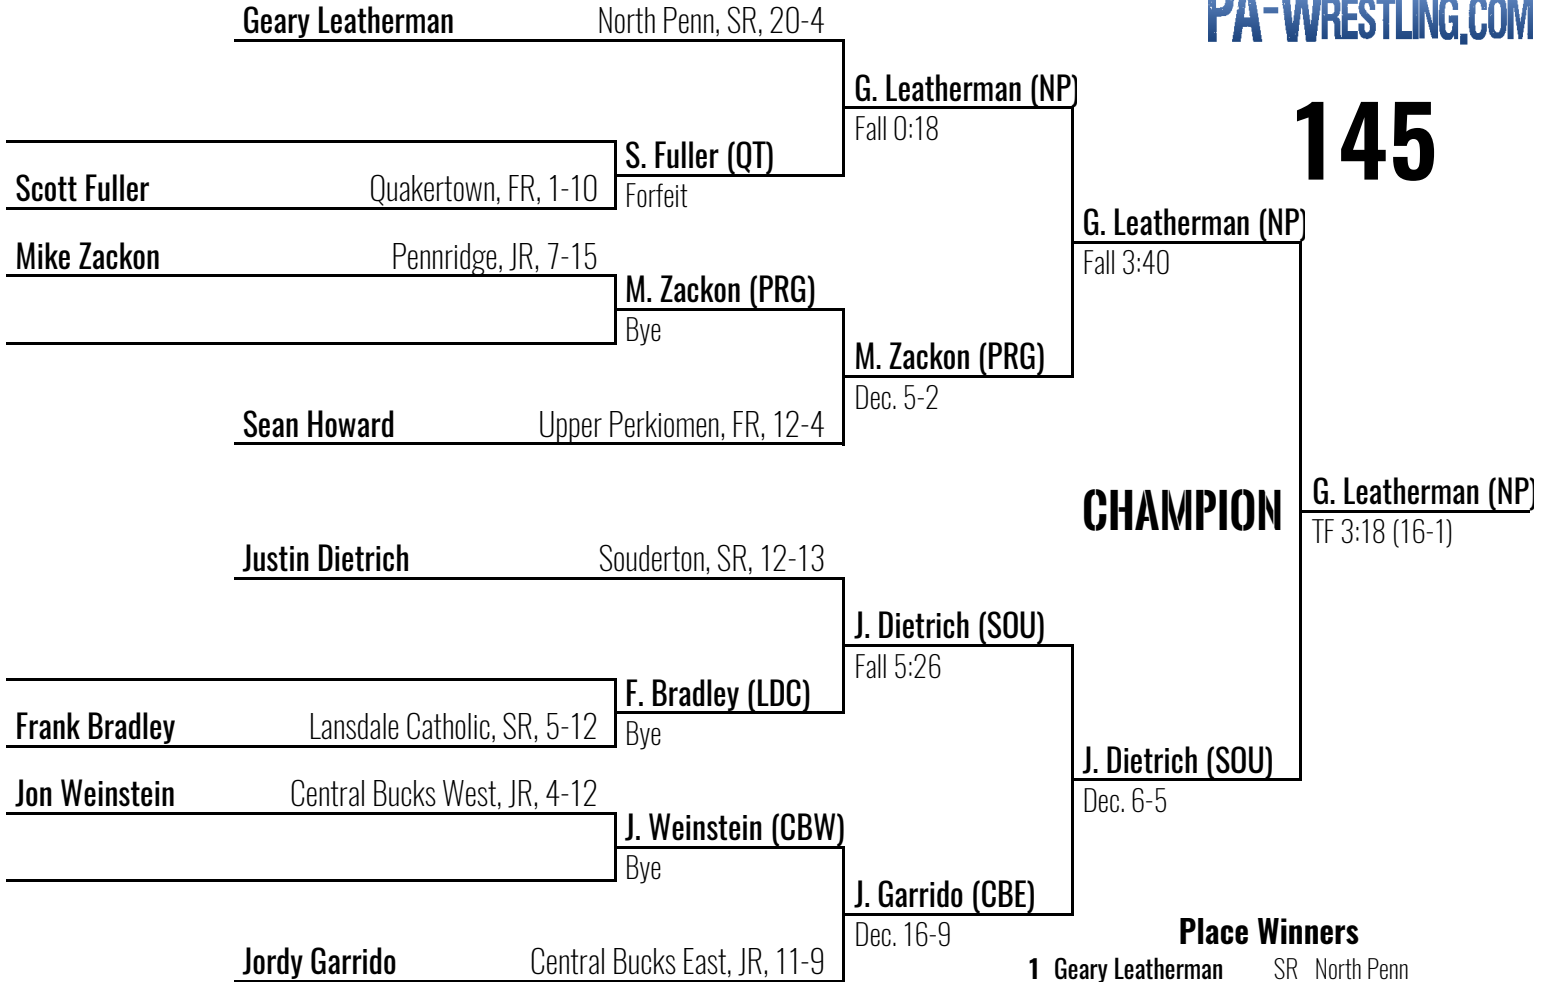 Geary Leatherman North Penn, SR, 20-4
PA-WRESTLING.COM
G. Leatherman (NP)
Fall 0:18
145
S. Fuller (QT)
Scott Fuller Quakertown, FR, 1-10
Forfeit
G. Leatherman (NP)
Fall 3:40
Mike Zackon Pennridge, JR, 7-15
M. Zackon (PRG)
Bye
M. Zackon (PRG)
Dec. 5-2
Sean Howard Upper Perkiomen, FR, 12-4
CHAMPION
G. Leatherman (NP)
TF 3:18 (16-1)
Justin Dietrich Souderton, SR, 12-13
J. Dietrich (SOU)
Fall 5:26
F. Bradley (LDC)
Frank Bradley Lansdale Catholic, SR, 5-12
Bye
J. Dietrich (SOU)
Dec. 6-5
Jon Weinstein Central Bucks West, JR, 4-12
J. Weinstein (CBW)
Bye
J. Garrido (CBE)
Dec. 16-9
Place Winners
Jordy Garrido Central Bucks East, JR, 11-9
1 Geary Leatherman SR North Penn